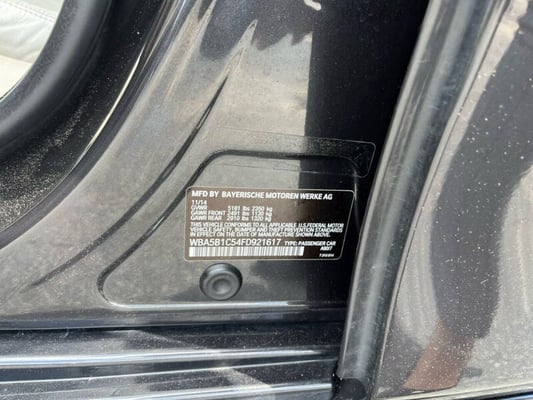 MFD BY BAYERISCHE MOTOREN WERKE AG
11/14
GVWR 5181 lbs 2350 kg
GAWR FRONT 2491 lbs 1130 kg
GAWR REAR 2910 lbs 1320 kg
THIS VEHICLE CONFORMS TO ALL APPLICABLE U.S.FEDERAL MOTOR
VEHICLE SAFETY, BUMPER AND THEFT PREVENTION STANDARDS
IN EFFECT ON THE DATE OF MANUFACTURE SHOWN ABOVE.
WBA5B1C54FD921617 TYPE: PASSENGER CAR